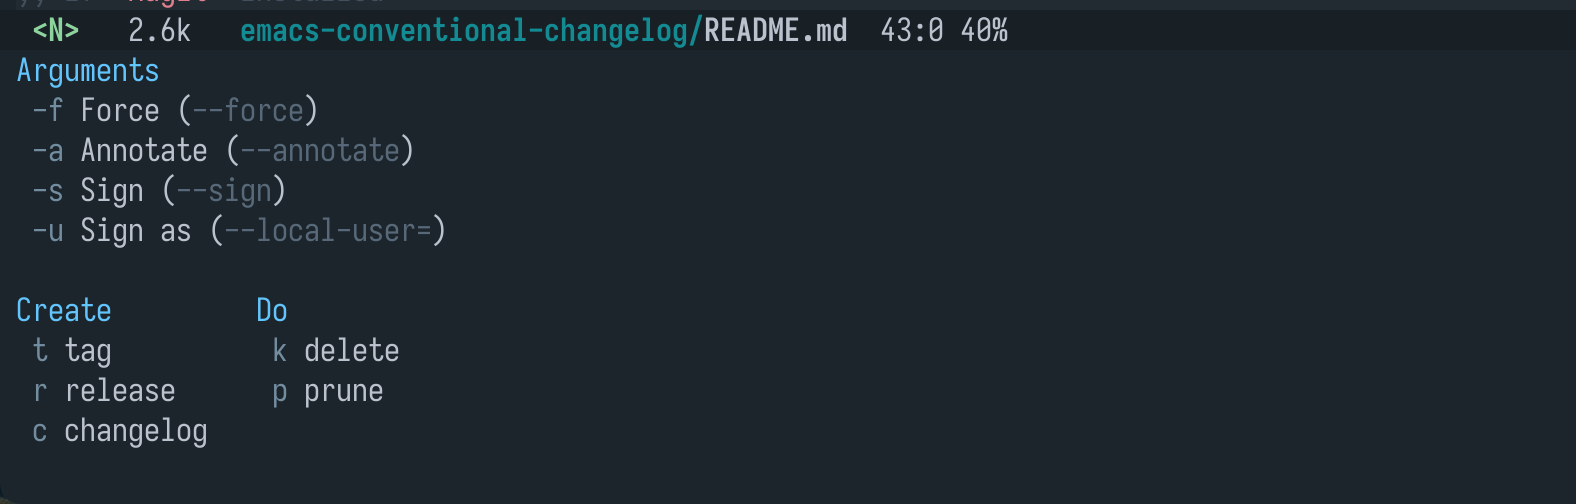 <N> 2.6k emacs-conventional-changelog/README.md 43:0 40%
Arguments
-f Force (--force)
-a Annotate (--annotate)
-s Sign (--sign)
-u Sign as (--local-user=)
Create Do
t tag k delete
r release p prune
c changelog